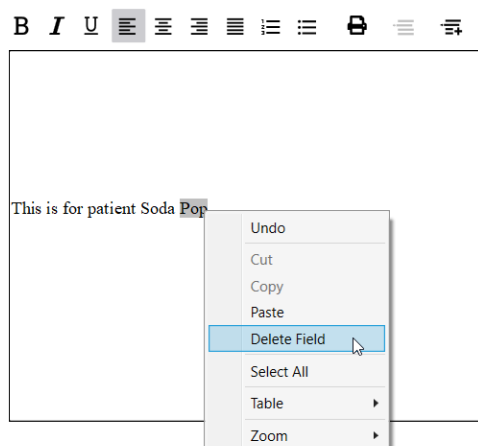 B I U
This is for patient Soda Pop
Undo
Cut
Copy
Paste
Delete Field
Select All
Table
Zoom